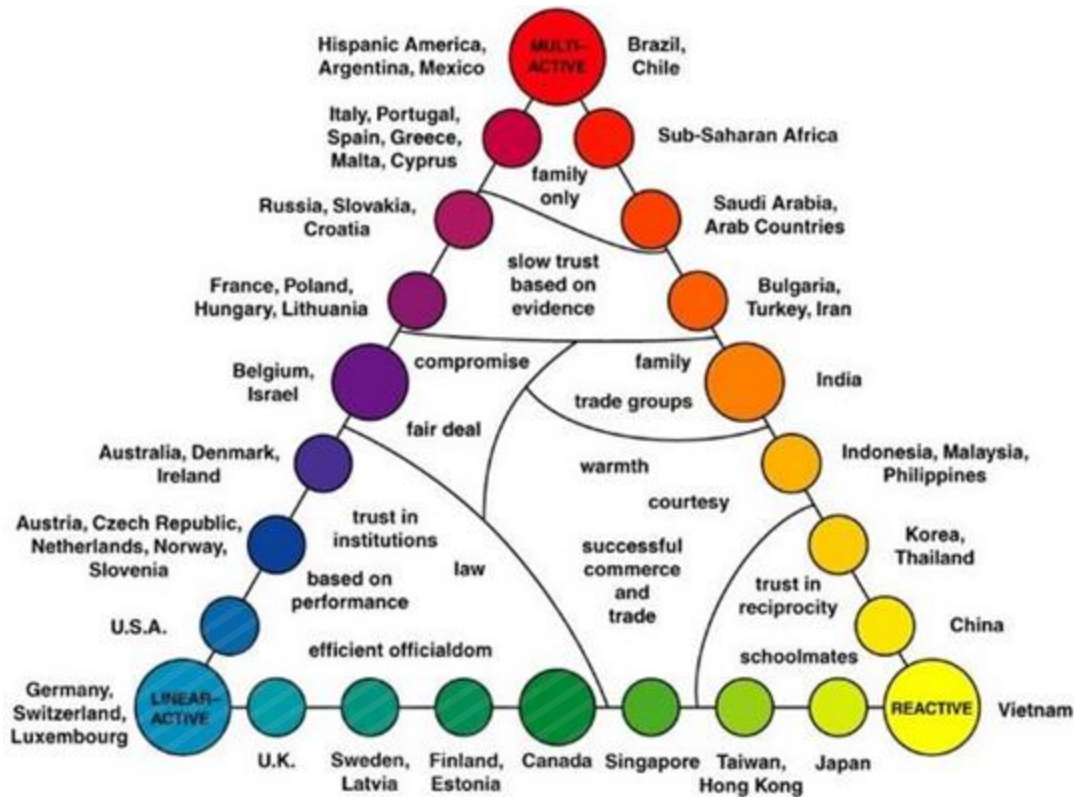 Hispanic America,
Argentina, Mexico
MULTI-
ACTIVE
Brazil,
Chile
Italy, Portugal,
Spain, Greece,
Malta, Cyprus
Sub-Saharan Africa
family
only
Russia, Slovakia,
Croatia
Saudi Arabia,
Arab Countries
slow trust
based on
evidence
France, Poland,
Hungary, Lithuania
Bulgaria,
Turkey, Iran
compromise
family
Belgium,
Israel
India
trade groups
fair deal
Australia, Denmark,
Ireland
warmth
Indonesia, Malaysia,
Philippines
courtesy
Austria, Czech Republic,
Netherlands, Norway,
Slovenia
trust in
institutions
law
successful
commerce
and
trade
Korea,
Thailand
based on
performance
trust in
reciprocity
U.S.A.
China
efficient officialdom
schoolmates
Germany,
Switzerland,
Luxembourg
LINEAR-
ACTIVE
REACTIVE
Vietnam
U.K.
Sweden,
Latvia
Finland,
Estonia
Canada
Singapore
Taiwan,
Hong Kong
Japan